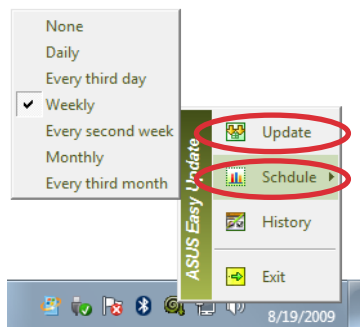 None
Daily
Every third day
Weekly
Every second week
Monthly
Every third month
ASUS Easy Update
Update
Schdule
History
Exit
8/19/2009